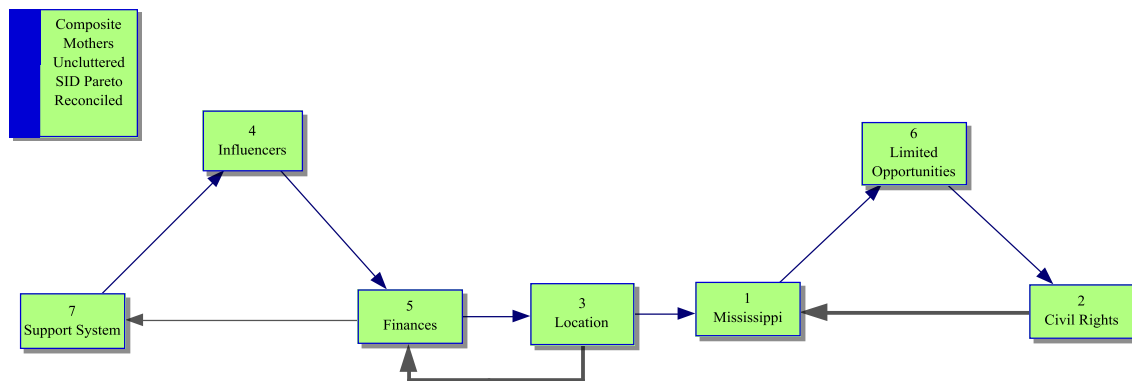 Composite
Mothers
Uncluttered
SID Pareto
Reconciled
4
Influencers
6
Limited
Opportunities
7
Support System
5
Finances
3
Location
1
Mississippi
2
Civil Rights